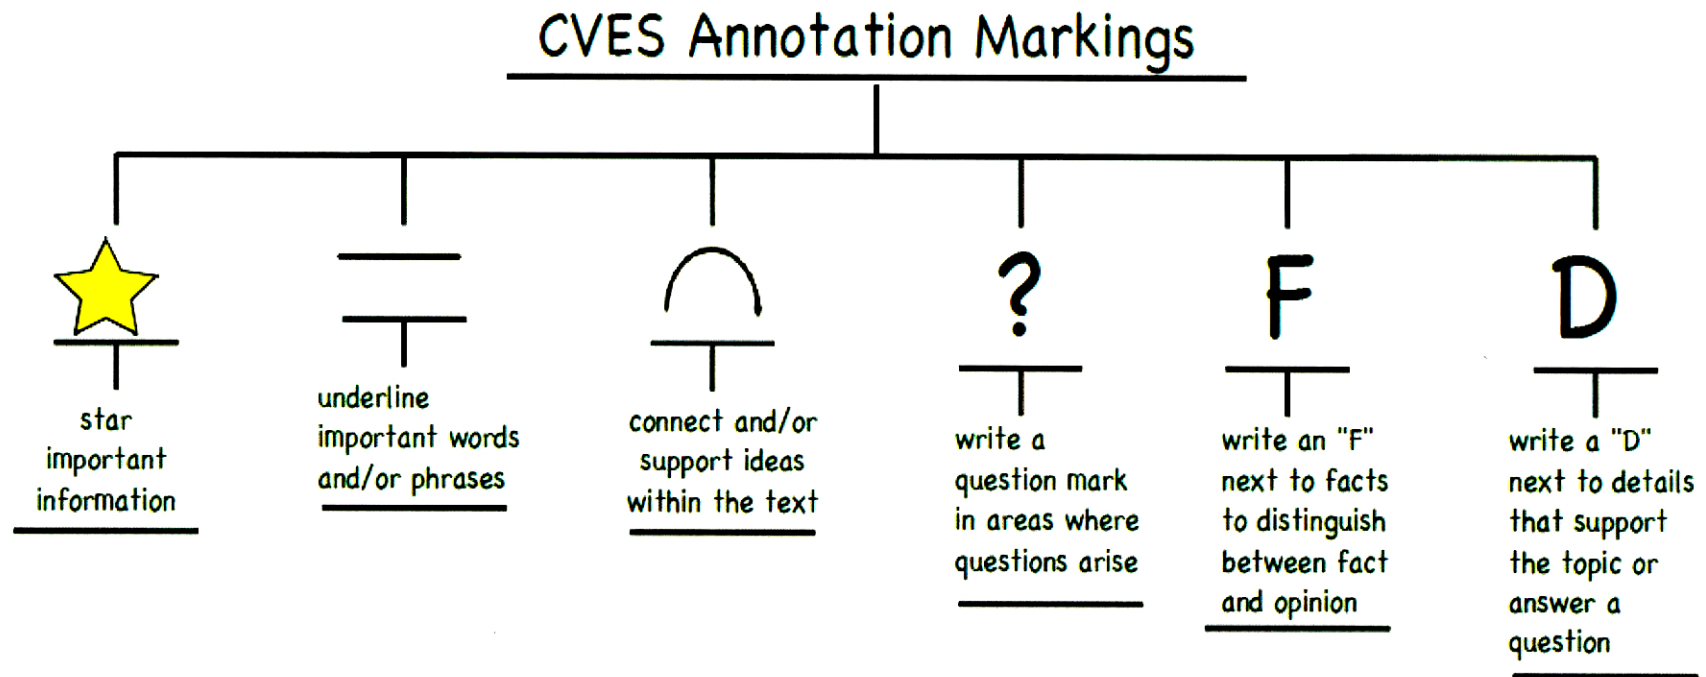 CVES Annotation Markings
?
F
D
star
important
information
underline
important words
and/or phrases
connect and/or
support ideas
within the text
write a
question mark
in areas where
questions arise
write an "F"
next to facts
to distinguish
between fact
and opinion
write a "D"
next to details
that support
the topic or
answer a
question